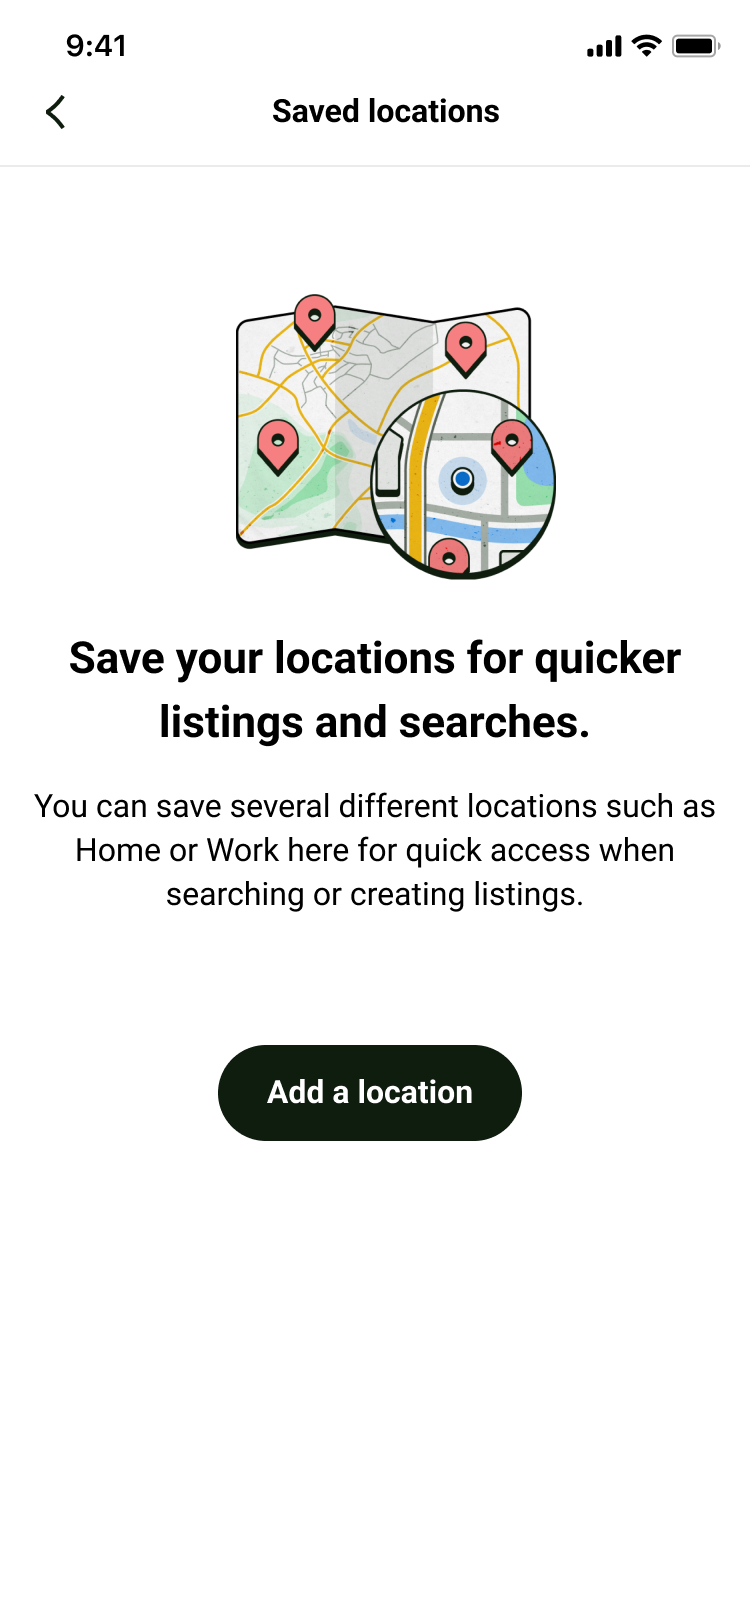 9:41
Saved locations
Save your locations for quicker
listings and searches.
You can save several different locations such as
Home or Work here for quick access when
searching or creating listings.
Add a location